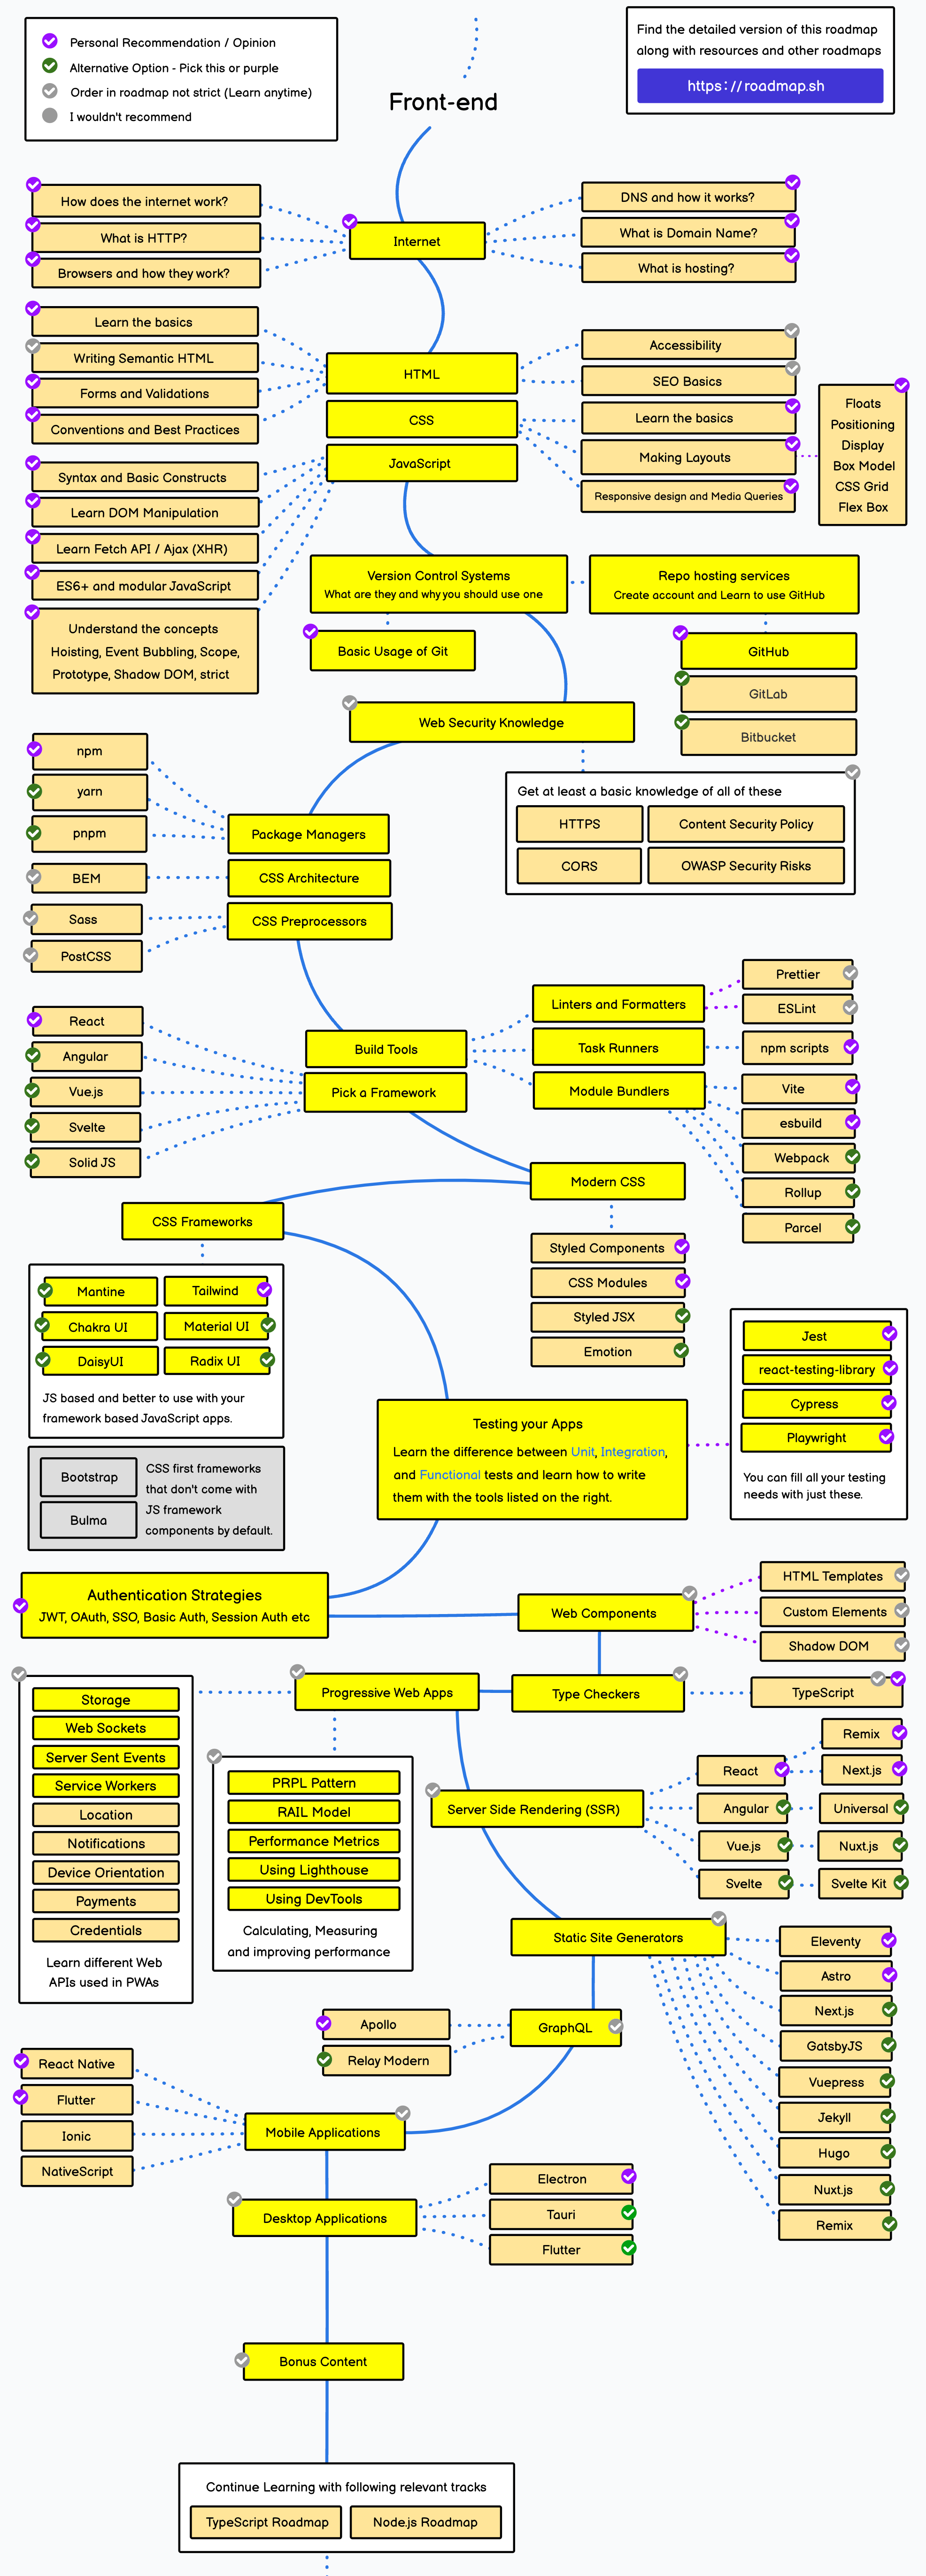 Personal Recommendation / Opinion
Alternative Option - Pick this or purple
Order in roadmap not strict (Learn anytime)
I wouldn't recommend
Find the detailed version of this roadmap
along with resources and other roadmaps
https://roadmap.sh
Front-end
How does the internet work?
What is HTTP?
Browsers and how they work?
Internet
DNS and how it works?
What is Domain Name?
What is hosting?
Learn the basics
Writing Semantic HTML
Forms and Validations
Conventions and Best Practices
HTML
Accessibility
SEO Basics
CSS
Learn the basics
Making Layouts
Responsive design and Media Queries
Floats
Positioning
Display
Box Model
CSS Grid
Flex Box
JavaScript
Syntax and Basic Constructs
Learn DOM Manipulation
Learn Fetch API / Ajax (XHR)
ES6+ and modular JavaScript
Understand the concepts
Hoisting, Event Bubbling, Scope,
Prototype, Shadow DOM, strict
Version Control Systems
What are they and why you should use one
Basic Usage of Git
Repo hosting services
Create account and Learn to use GitHub
GitHub
GitLab
Bitbucket
Web Security Knowledge
Get at least a basic knowledge of all of these
HTTPS
Content Security Policy
CORS
OWASP Security Risks
npm
yarn
pnpm
Package Managers
BEM
CSS Architecture
Sass
PostCSS
CSS Preprocessors
Build Tools
Linters and Formatters
Prettier
ESLint
Task Runners
npm scripts
Module Bundlers
Vite
esbuild
Webpack
Rollup
Parcel
React
Angular
Vue.js
Svelte
Solid JS
Pick a Framework
Modern CSS
Styled Components
CSS Modules
Styled JSX
Emotion
CSS Frameworks
Mantine
Tailwind
Chakra UI
Material UI
DaisyUI
Radix UI
JS based and better to use with your
framework based JavaScript apps.
Bootstrap
Bulma
CSS first frameworks
that don't come with
JS framework
components by default.
Testing your Apps
Learn the difference between Unit, Integration,
and Functional tests and learn how to write
them with the tools listed on the right.
Jest
react-testing-library
Cypress
Playwright
You can fill all your testing
needs with just these.
Authentication Strategies
JWT, OAuth, SSO, Basic Auth, Session Auth etc
Web Components
HTML Templates
Custom Elements
Shadow DOM
Type Checkers
TypeScript
Progressive Web Apps
Storage
Web Sockets
Server Sent Events
Service Workers
Location
Notifications
Device Orientation
Payments
Credentials
Learn different Web
APIs used in PWAs
PRPL Pattern
RAIL Model
Performance Metrics
Using Lighthouse
Using DevTools
Calculating, Measuring
and improving performance
Server Side Rendering (SSR)
React
Remix
Next.js
Angular
Universal
Vue.js
Nuxt.js
Svelte
Svelte Kit
Static Site Generators
Eleventy
Astro
Next.js
GatsbyJS
Vuepress
Jekyll
Hugo
Nuxt.js
Remix
GraphQL
Apollo
Relay Modern
Mobile Applications
React Native
Flutter
Ionic
NativeScript
Desktop Applications
Electron
Tauri
Flutter
Bonus Content
Continue Learning with following relevant tracks
TypeScript Roadmap
Node.js Roadmap